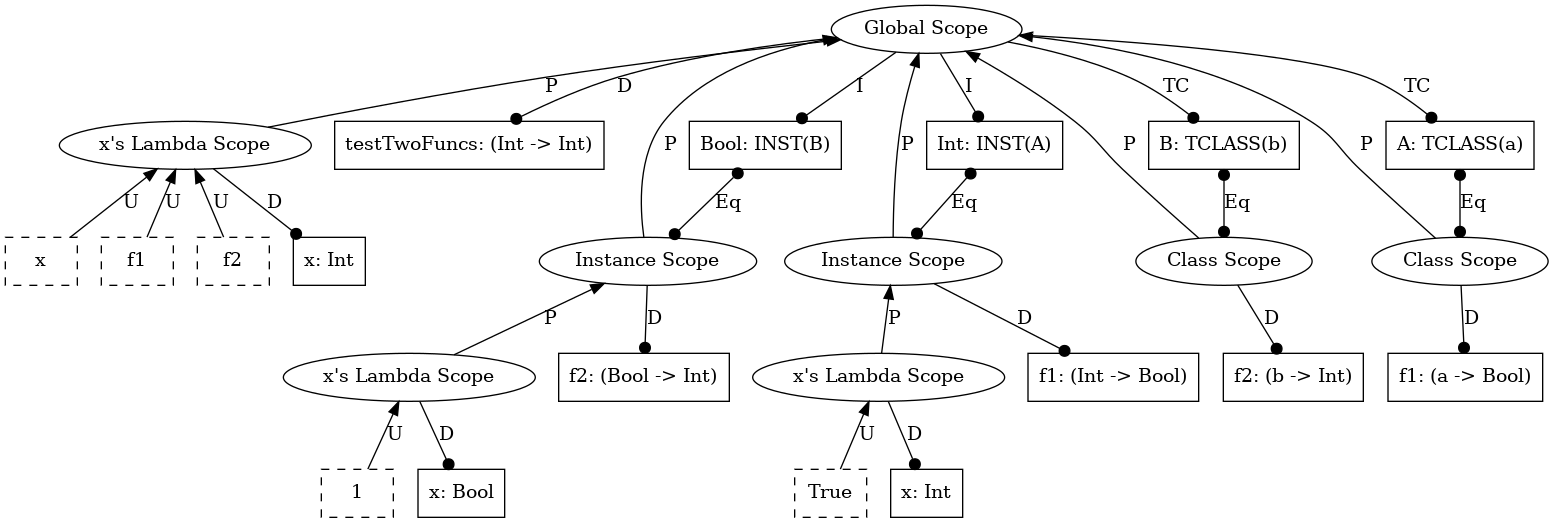 Global Scope
P
D
I
I
TC
TC
x's Lambda Scope
testTwoFuncs: (Int -> Int)
P
Bool: INST(B)
P
Int: INST(A)
P
B: TCLASS(b)
P
A: TCLASS(a)
U
U
U
D
Eq
Eq
Eq
Eq
x
f1
f2
x: Int
Instance Scope
Instance Scope
Class Scope
Class Scope
P
D
P
D
D
D
x's Lambda Scope
f2: (Bool -> Int)
x's Lambda Scope
f1: (Int -> Bool)
f2: (b -> Int)
f1: (a -> Bool)
U
D
U
D
1
x: Bool
True
x: Int